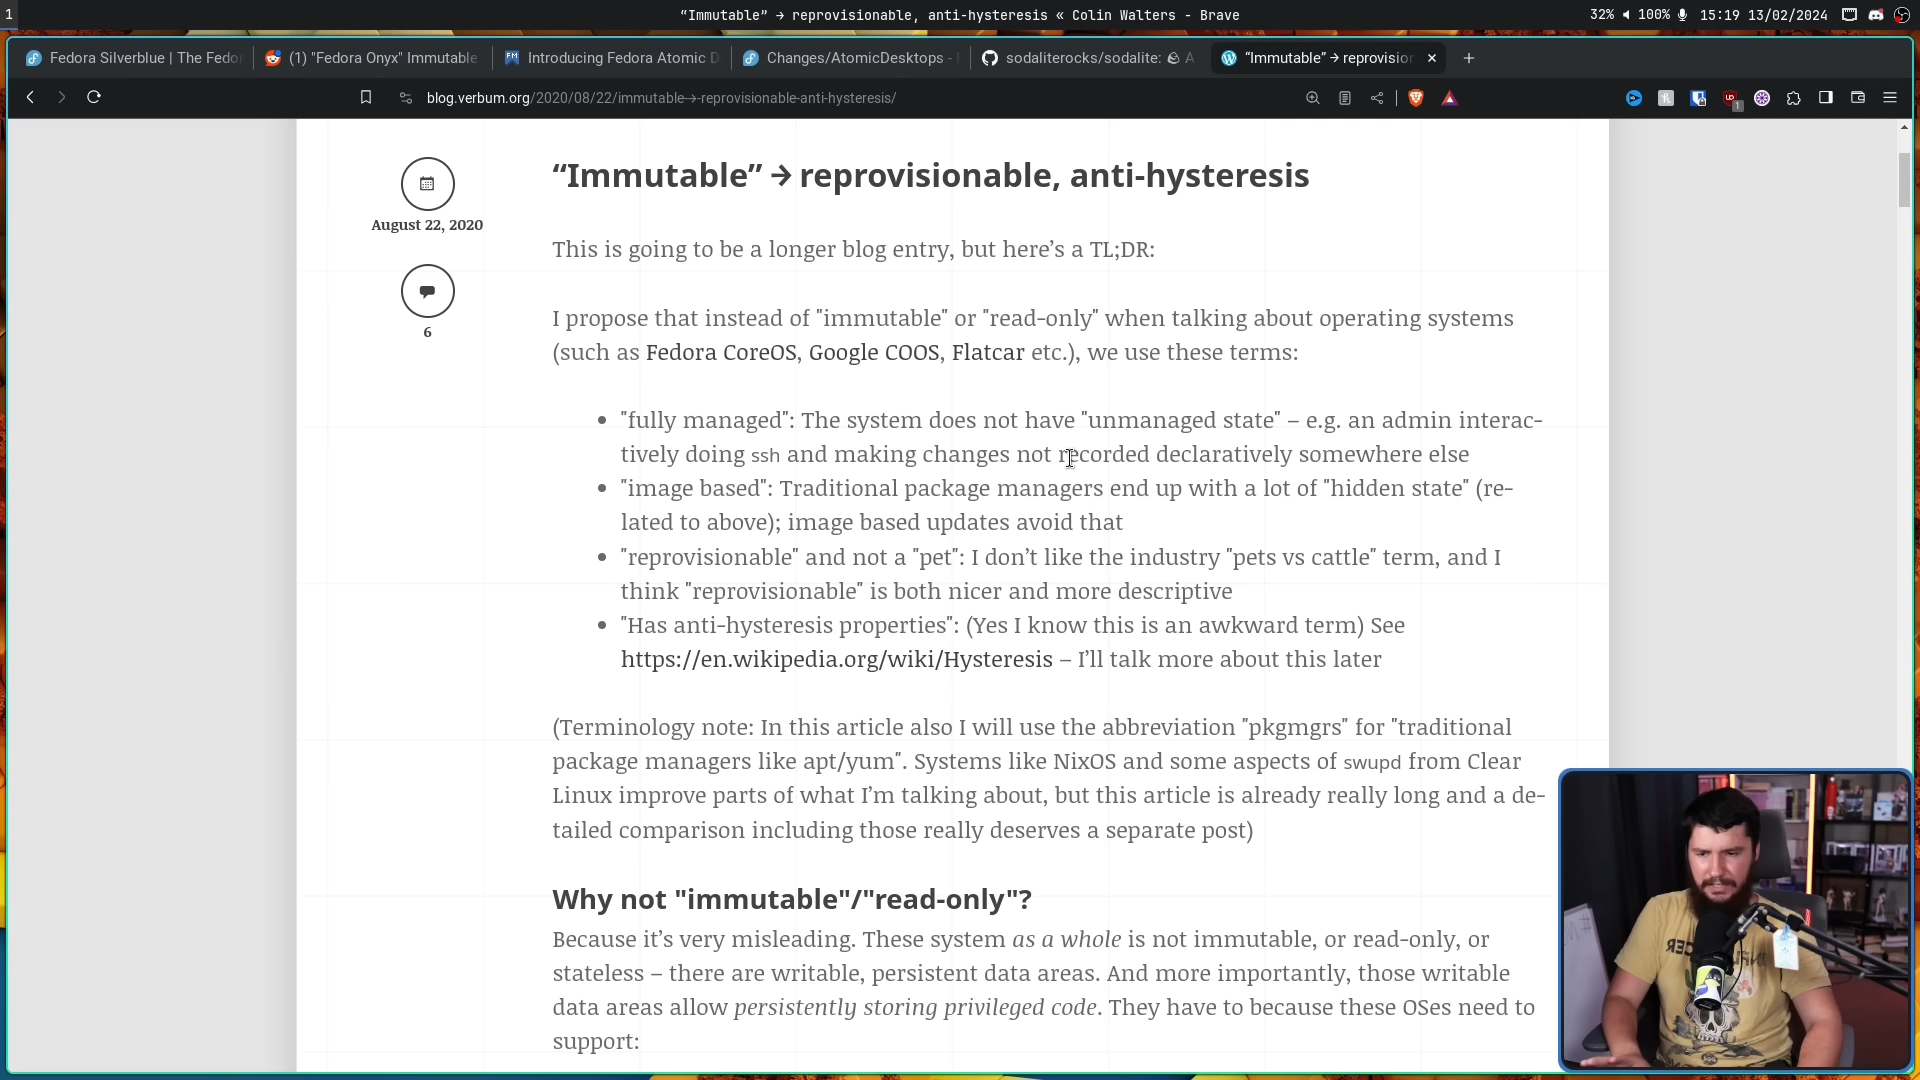 1
“Immutable” → reprovisionable, anti-hysteresis « Colin Walters - Brave
32% 100% 15:19 13/02/2024
Fedora Silverblue | The Fedo
(1) "Fedora Onyx" Immutable
Introducing Fedora Atomic D
Changes/AtomicDesktops -
sodaliterocks/sodalite: A
“Immutable” → reprovision
blog.verbum.org/2020/08/22/immutable→-reprovisionable-anti-hysteresis/
“Immutable” → reprovisionable, anti-hysteresis
August 22, 2020
6
This is going to be a longer blog entry, but here’s a TL;DR:
I propose that instead of "immutable" or "read-only" when talking about operating systems
(such as Fedora CoreOS, Google COOS, Flatcar etc.), we use these terms:
• "fully managed": The system does not have "unmanaged state" – e.g. an admin interac-
tively doing ssh and making changes not recorded declaratively somewhere else
• "image based": Traditional package managers end up with a lot of "hidden state" (re-
lated to above); image based updates avoid that
• "reprovisionable" and not a "pet": I don’t like the industry "pets vs cattle" term, and I
think "reprovisionable" is both nicer and more descriptive
• "Has anti-hysteresis properties": (Yes I know this is an awkward term) See
https://en.wikipedia.org/wiki/Hysteresis – I’ll talk more about this later
(Terminology note: In this article also I will use the abbreviation "pkgmgrs" for "traditional
package managers like apt/yum". Systems like NixOS and some aspects of swupd from Clear
Linux improve parts of what I’m talking about, but this article is already really long and a de-
tailed comparison including those really deserves a separate post)
Why not "immutable"/"read-only"?
Because it’s very misleading. These system as a whole is not immutable, or read-only, or
stateless – there are writable, persistent data areas. And more importantly, those writable
data areas allow persistently storing privileged code. They have to because these OSes need to
support: